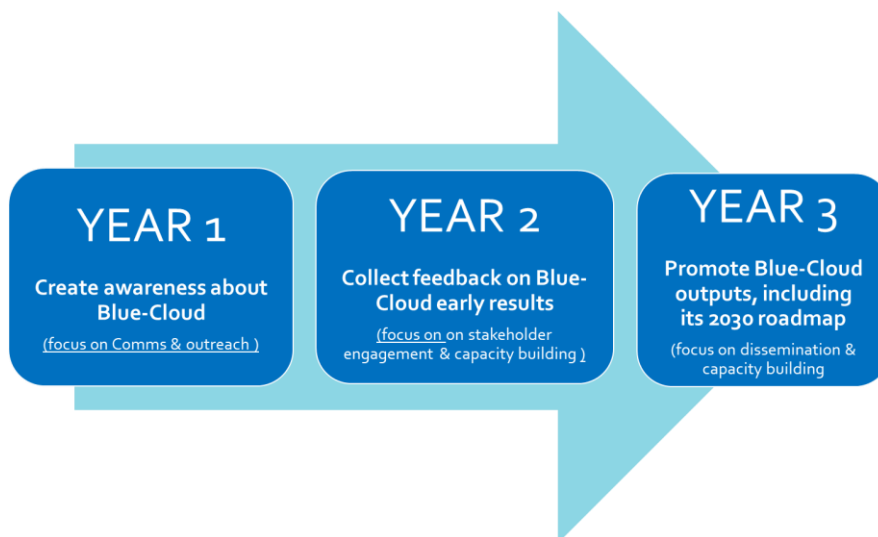 YEAR 1
Create awareness about
Blue-Cloud
(focus on Comms & outreach )
YEAR 2
Collect feedback on Blue-
Cloud early results
(focus on on stakeholder
engagement & capacity building )
YEAR 3
Promote Blue-Cloud
outputs, including
its 2030 roadmap
(focus on dissemination &
capacity building